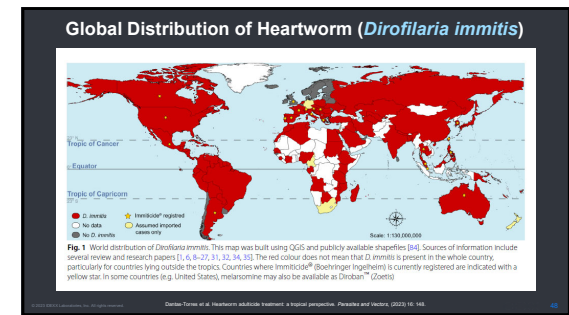 Global Distribution of Heartworm (Dirofilaria immitis)
Tropic of Cancer
Equator
Tropic of Capricorn
D. immitis
Immiticide® registered
No data
Assumed imported cases only
No D. immitis
Scale: 1:130,000,000
Fig. 1 World distribution of Dirofilaria immitis. This map was built using QGIS and publicly available shapefiles [84]. Sources of information include
several review and research papers [1, 6, 8–27, 31, 32, 34, 35]. The red colour does not mean that D. immitis is present in the whole country,
particularly for countries lying outside the tropics. Countries where Immiticide® (Boehringer Ingelheim) is currently registered are indicated with a
yellow star. In some countries (e.g. United States), melarsomine may also be available as Diroban™ (Zoetis)
Dantas-Torres et al. Heartworm adulticide treatment: a tropical perspective. Parasites and Vectors, (2023) 16: 148.